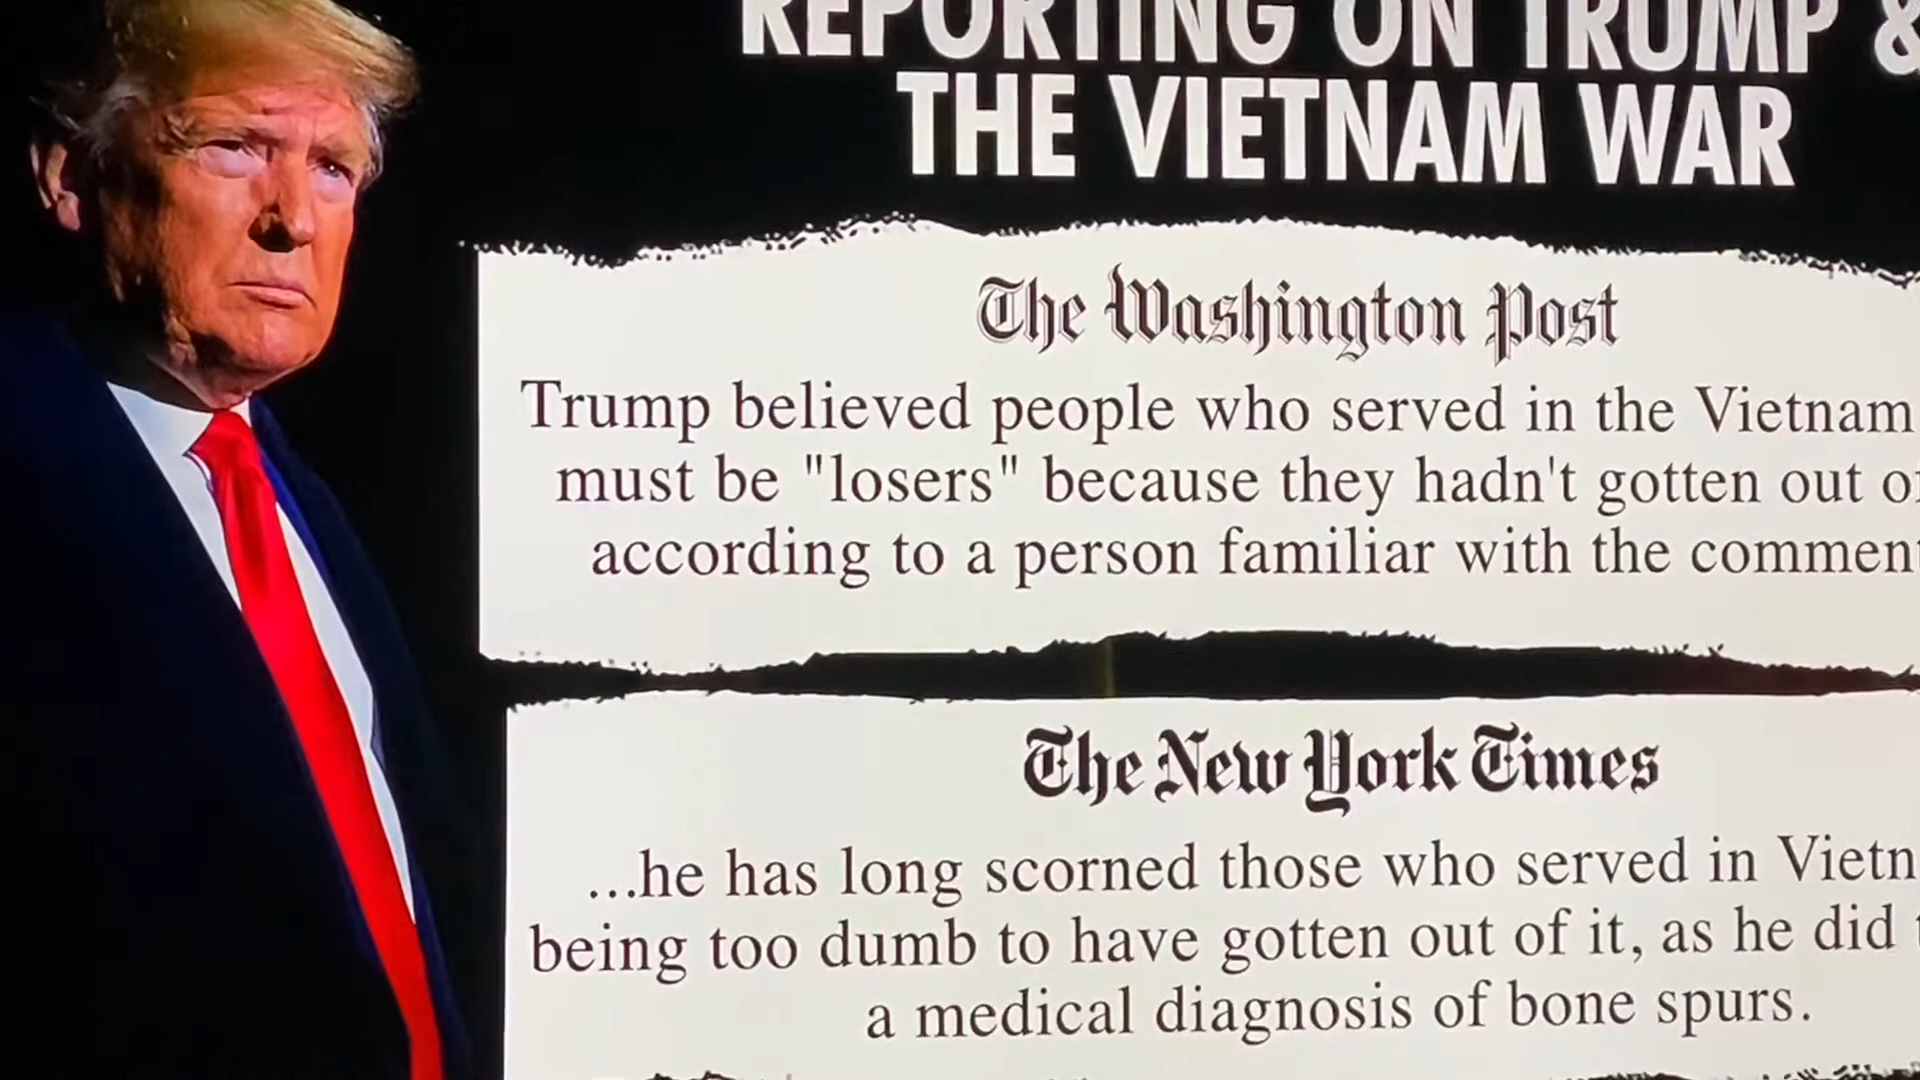 REPORTING ON TRUMP &
THE VIETNAM WAR
The Washington Post
Trump believed people who served in the Vietnam
must be "losers" because they hadn't gotten out of
according to a person familiar with the comment
The New York Times
...he has long scorned those who served in Vietn
being too dumb to have gotten out of it, as he did
a medical diagnosis of bone spurs.